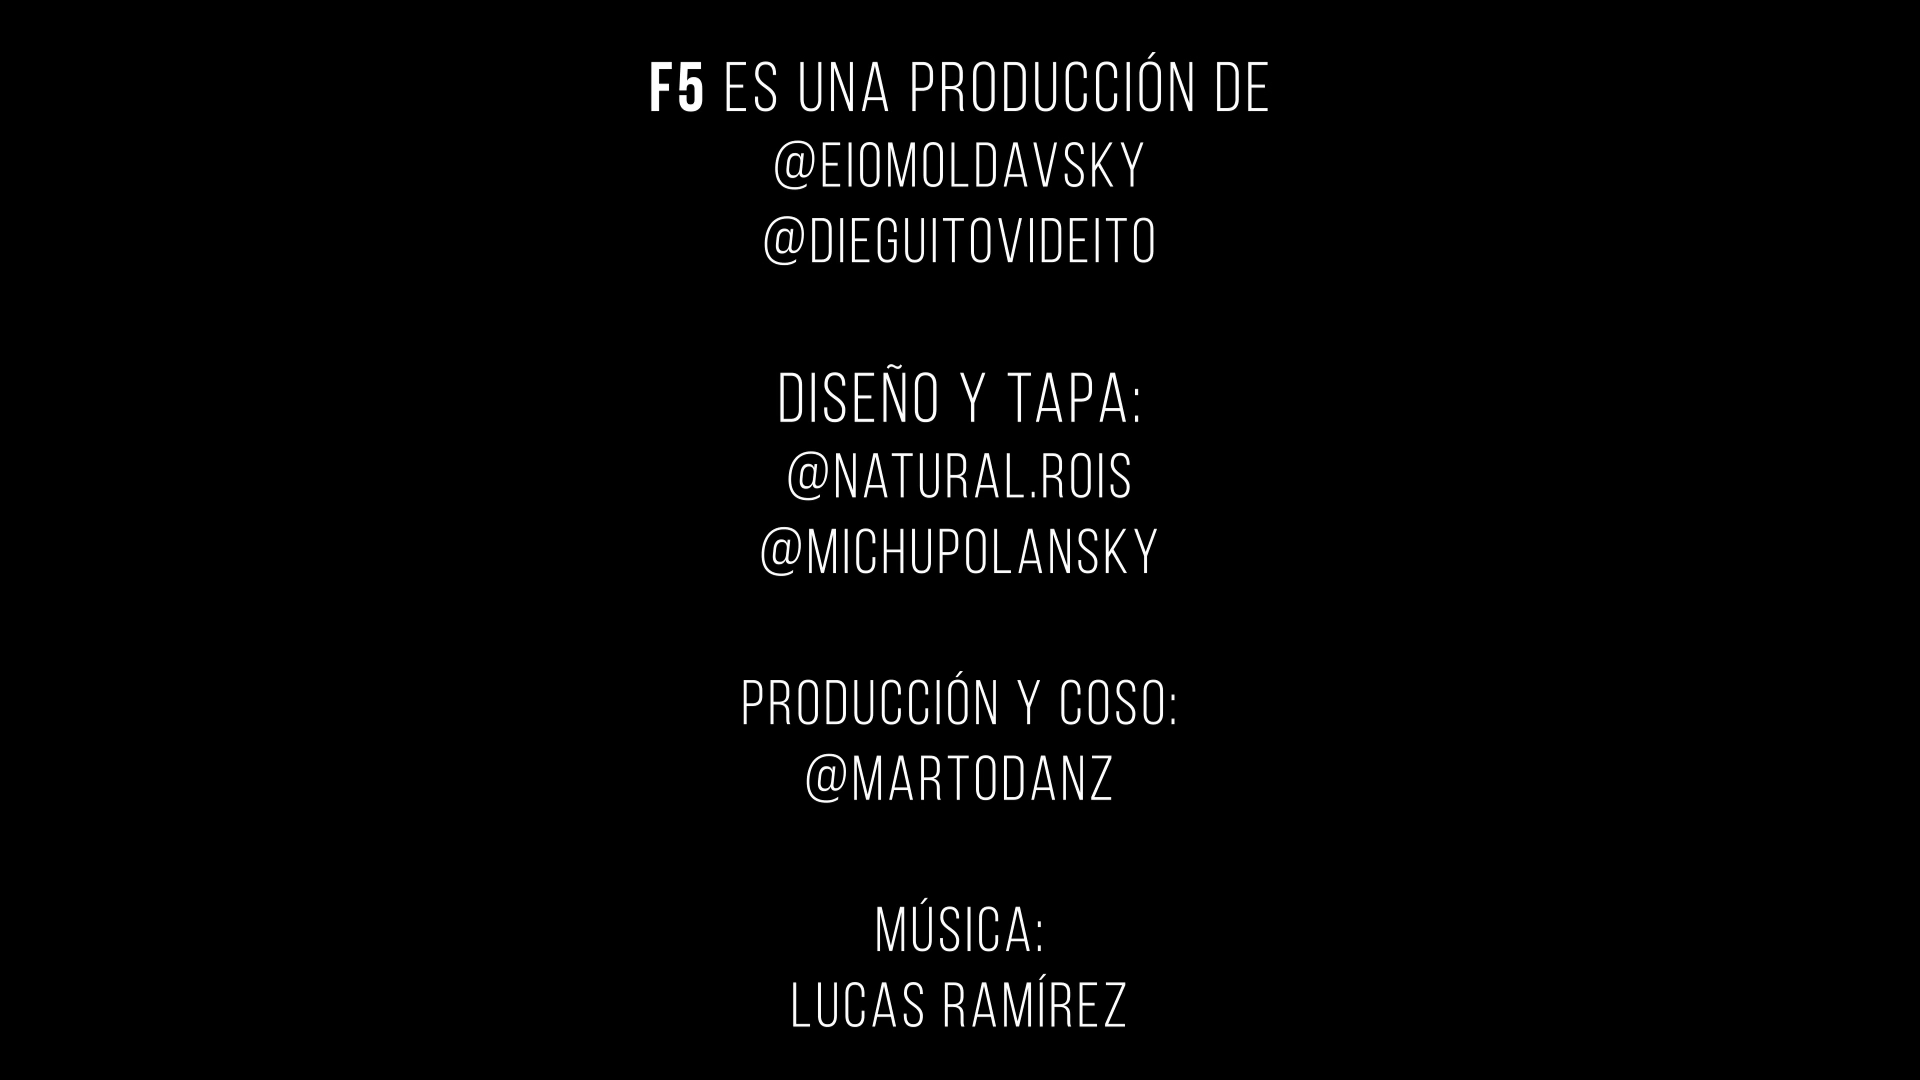 F5 ES UNA PRODUCCIÓN DE
@EIOMOLDAVSKY
@DIEGUITOVIDEITO
DISEÑO Y TAPA:
@NATURAL.ROIS
@MICHUPOLANSKY
PRODUCCIÓN Y COSO:
@MARTODANZ
MÚSICA:
LUCAS RAMÍREZ